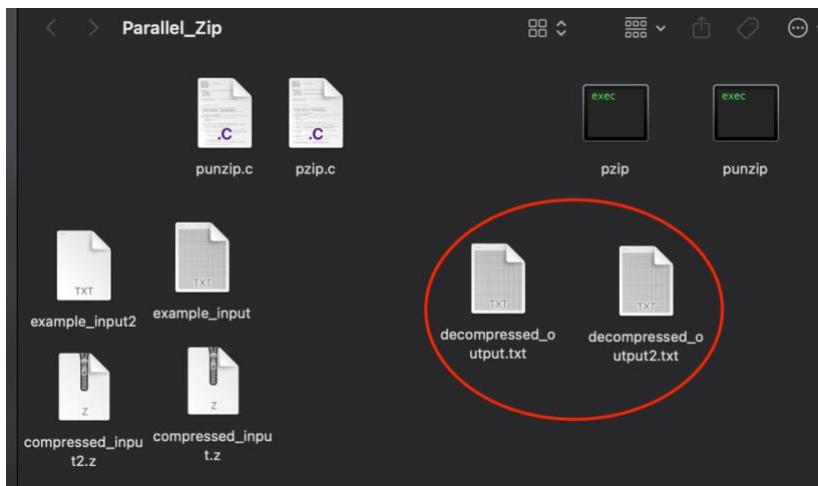 Parallel_Zip
.C
.C
exec
exec
punzip.c
pzip.c
pzip
punzip
TXT
TXT
TXT
TXT
example_input2
example_input
decompressed_o
utput.txt
decompressed_o
utput2.txt
Z
Z
compressed_inpu
t2.z
compressed_inpu
t.z